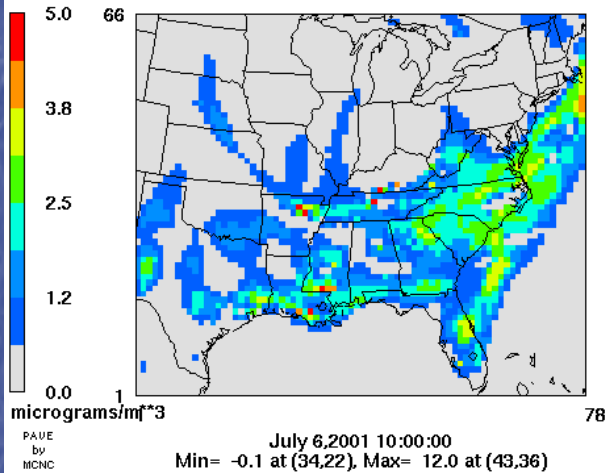 5.0
66
3.8
2.5
1.2
0.0
1
78
micrograms/m**3
PAVE
by
MCNC
July 6,2001 10:00:00
Min= -0.1 at (34,22), Max= 12.0 at (43,36)